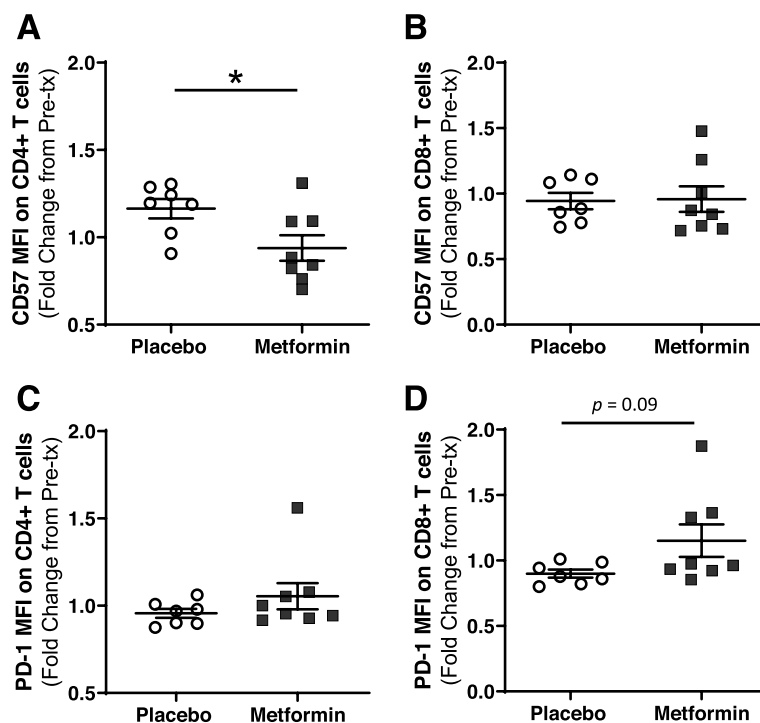 A
CD57 MFI on CD4+ T cells
(Fold Change from Pre-tx)
2.0
1.5
1.0
0.5
*
Placebo
Metformin
B
CD57 MFI on CD8+ T cells
(Fold Change from Pre-tx)
2.0
1.5
1.0
0.5
0.0
Placebo
Metformin
C
PD-1 MFI on CD4+ T cells
(Fold Change from Pre-tx)
2.0
1.5
1.0
0.5
Placebo
Metformin
D
PD-1 MFI on CD8+ T cells
(Fold Change from Pre-tx)
p = 0.09
2.0
1.5
1.0
0.5
0.0
Placebo
Metformin